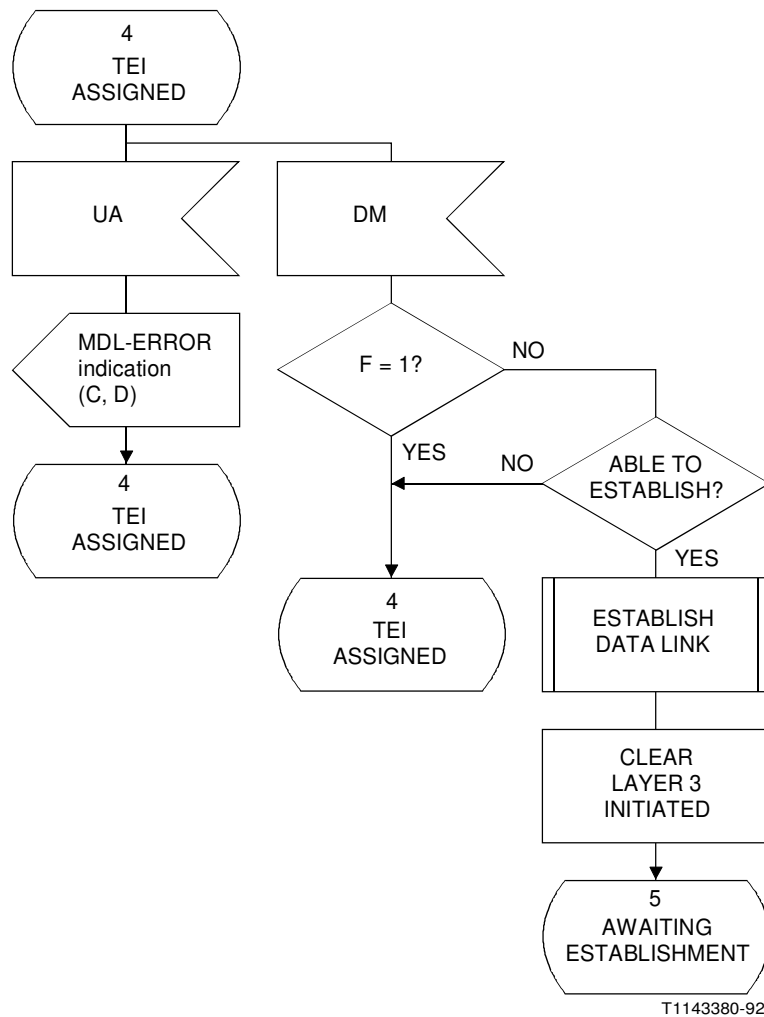 4
TEI
ASSIGNED
UA
DM
MDL-ERROR
indication
(C, D)
F = 1?
NO
YES
NO
ABLE TO
ESTABLISH?
YES
4
TEI
ASSIGNED
4
TEI
ASSIGNED
ESTABLISH
DATA LINK
CLEAR
LAYER 3
INITIATED
5
AWAITING
ESTABLISHMENT
T1143380-92